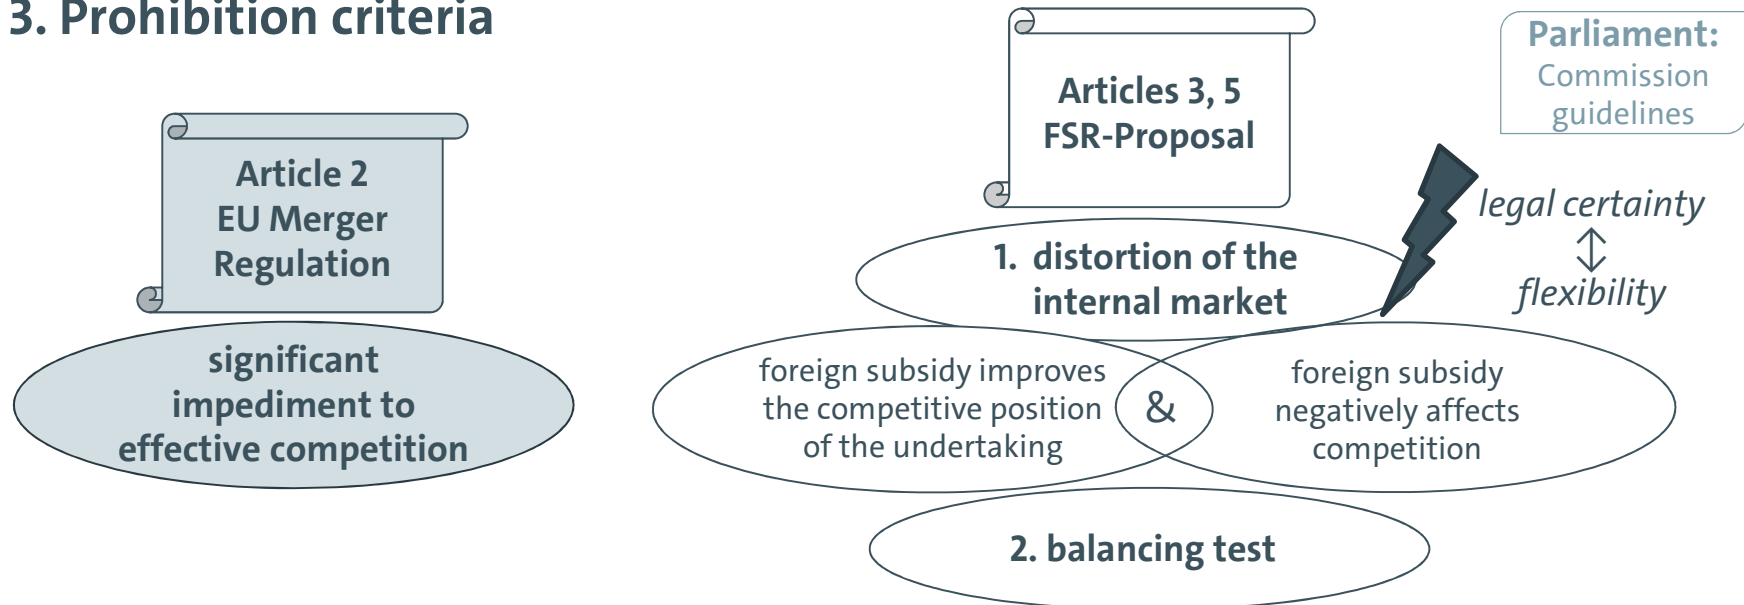 3. Prohibition criteria
Article 2
EU Merger
Regulation
significant
impediment to
effective competition
Articles 3, 5
FSR-Proposal
Parliament:
Commission
guidelines
legal certainty
flexibility
1. distortion of the
internal market
foreign subsidy improves
the competitive position
of the undertaking
&
foreign subsidy
negatively affects
competition
2. balancing test